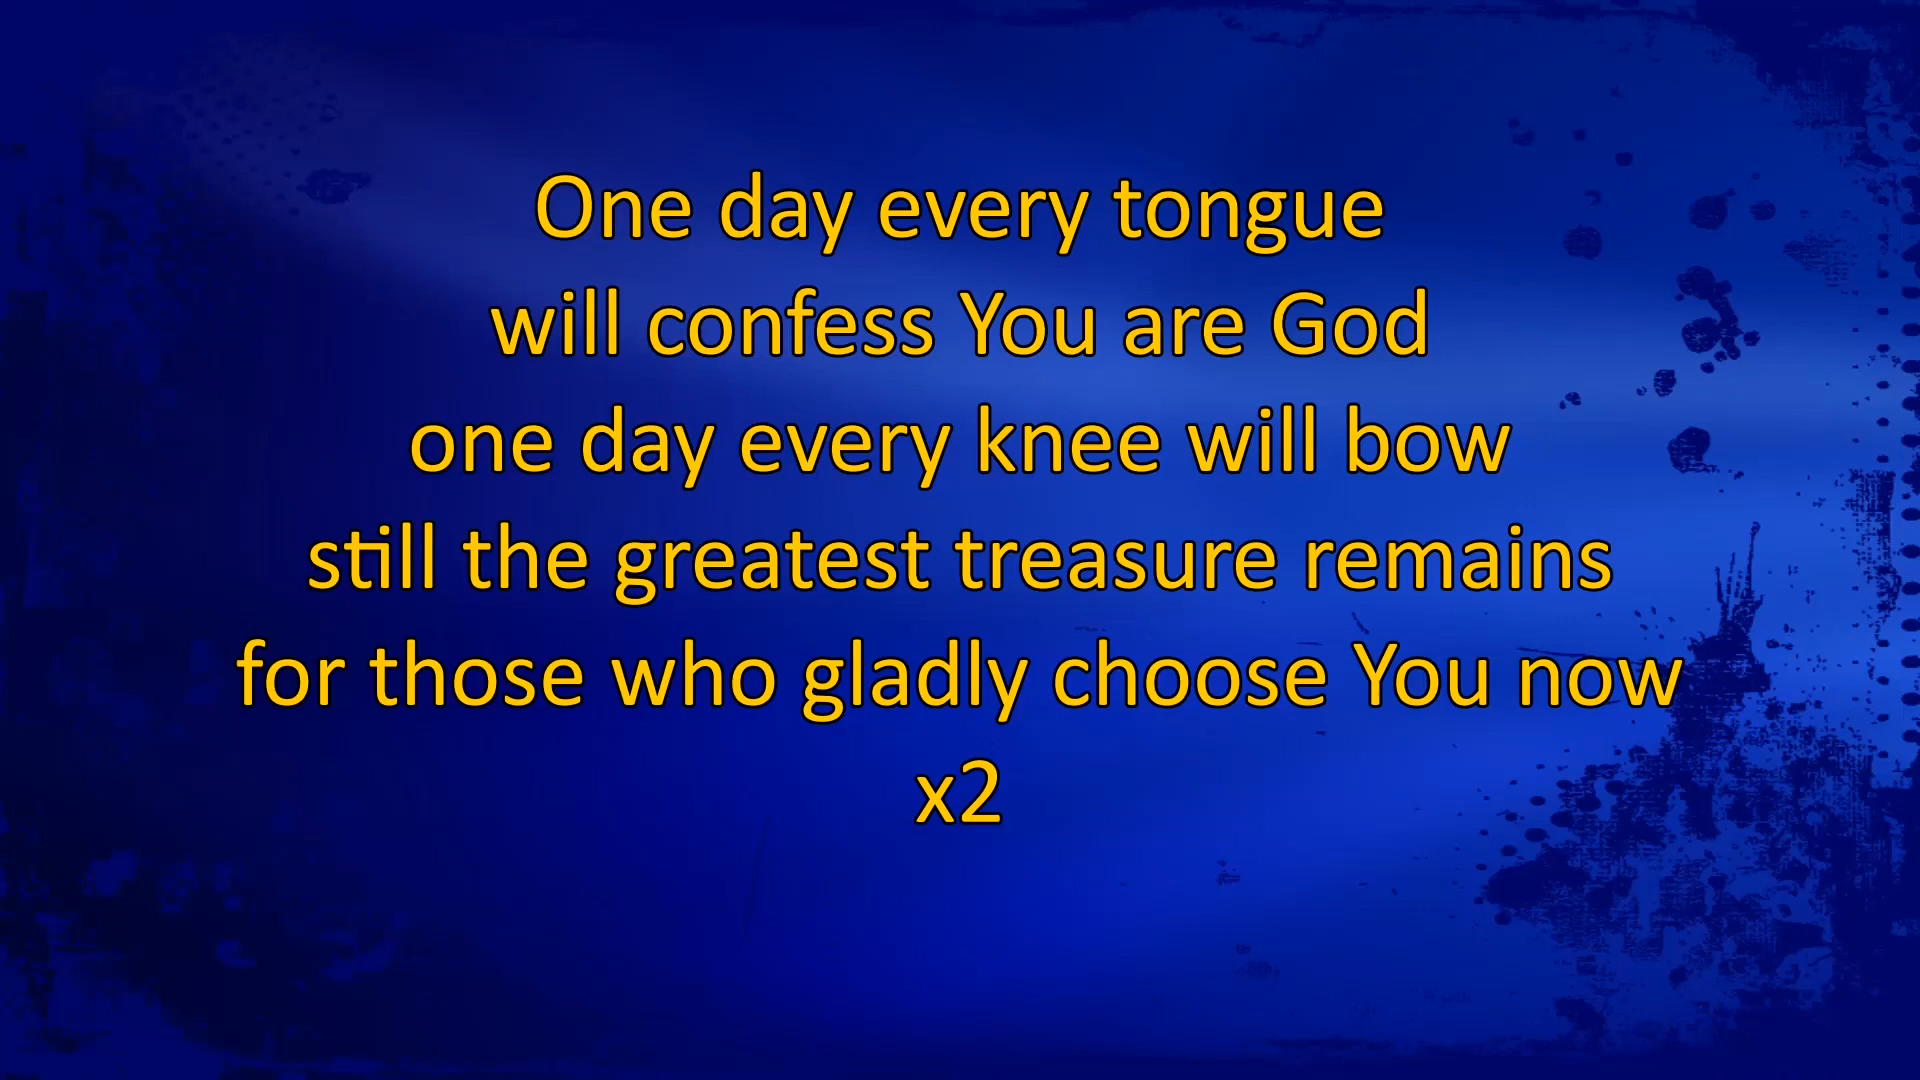 One day every tongue
will confess You are God
one day every knee will bow
still the greatest treasure remains
for those who gladly choose You now
x2